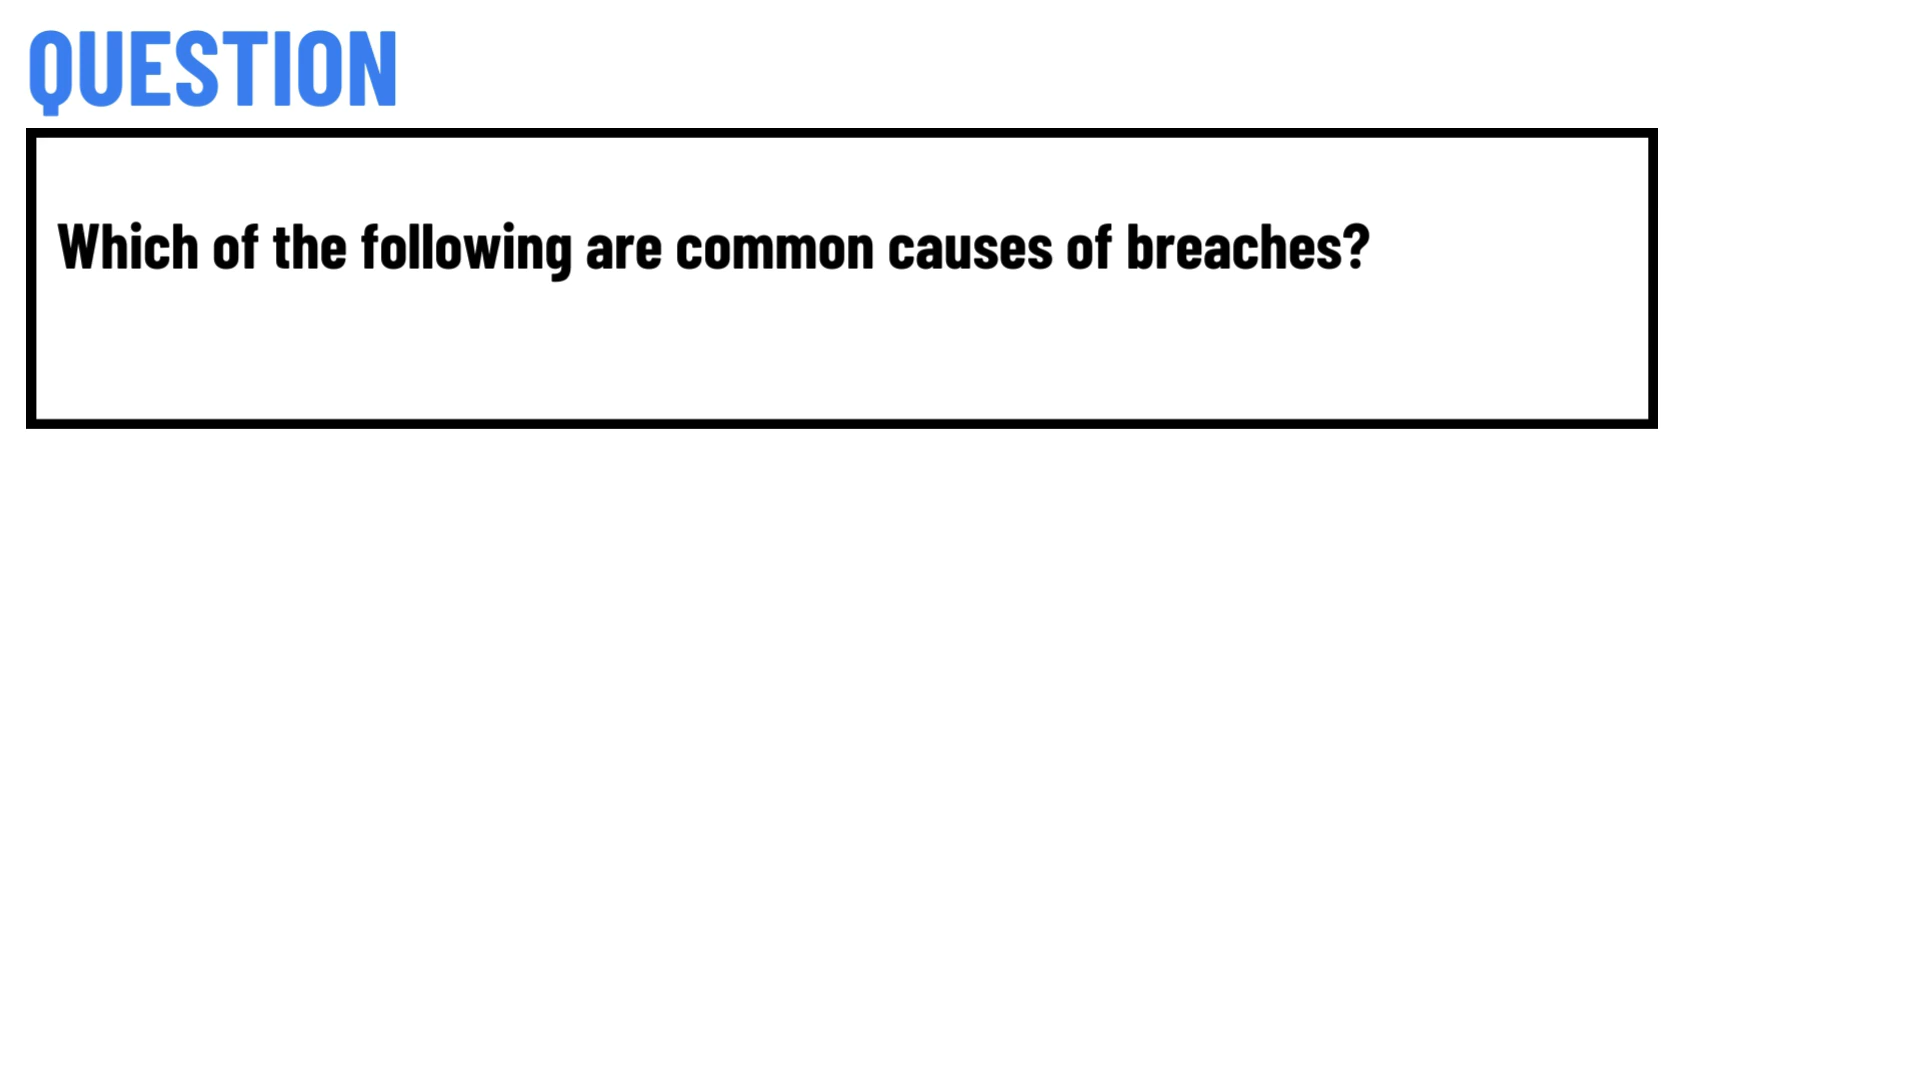 QUESTION
Which of the following are common causes of breaches?